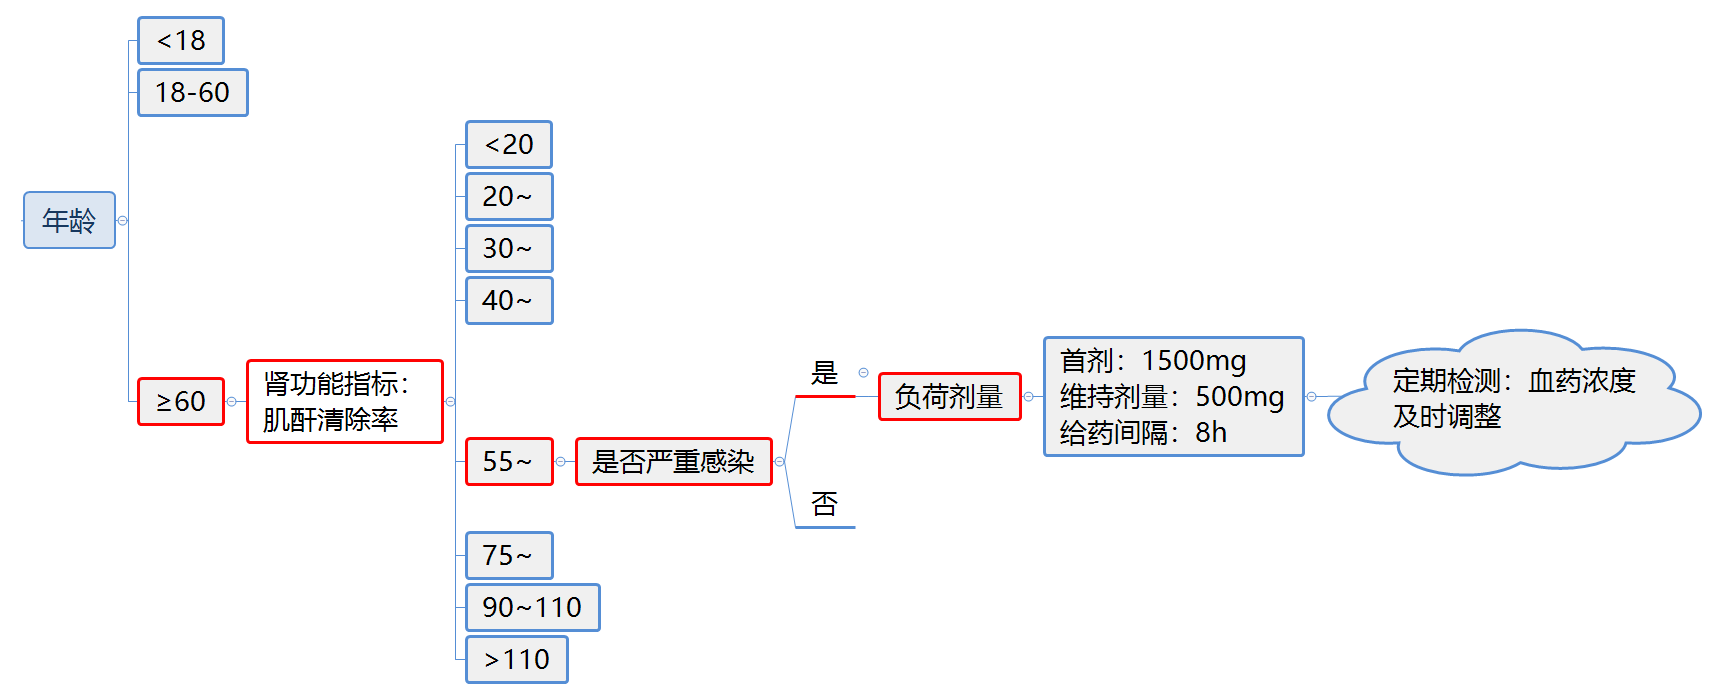 年龄
<18
18-60
≥60
肾功能指标：
肌酐清除率
<20
20~
30~
40~
55~
75~
90~110
>110
是否严重感染
是
否
负荷剂量
首剂：1500mg
维持剂量：500mg
给药间隔：8h
定期检测：血药浓度
及时调整